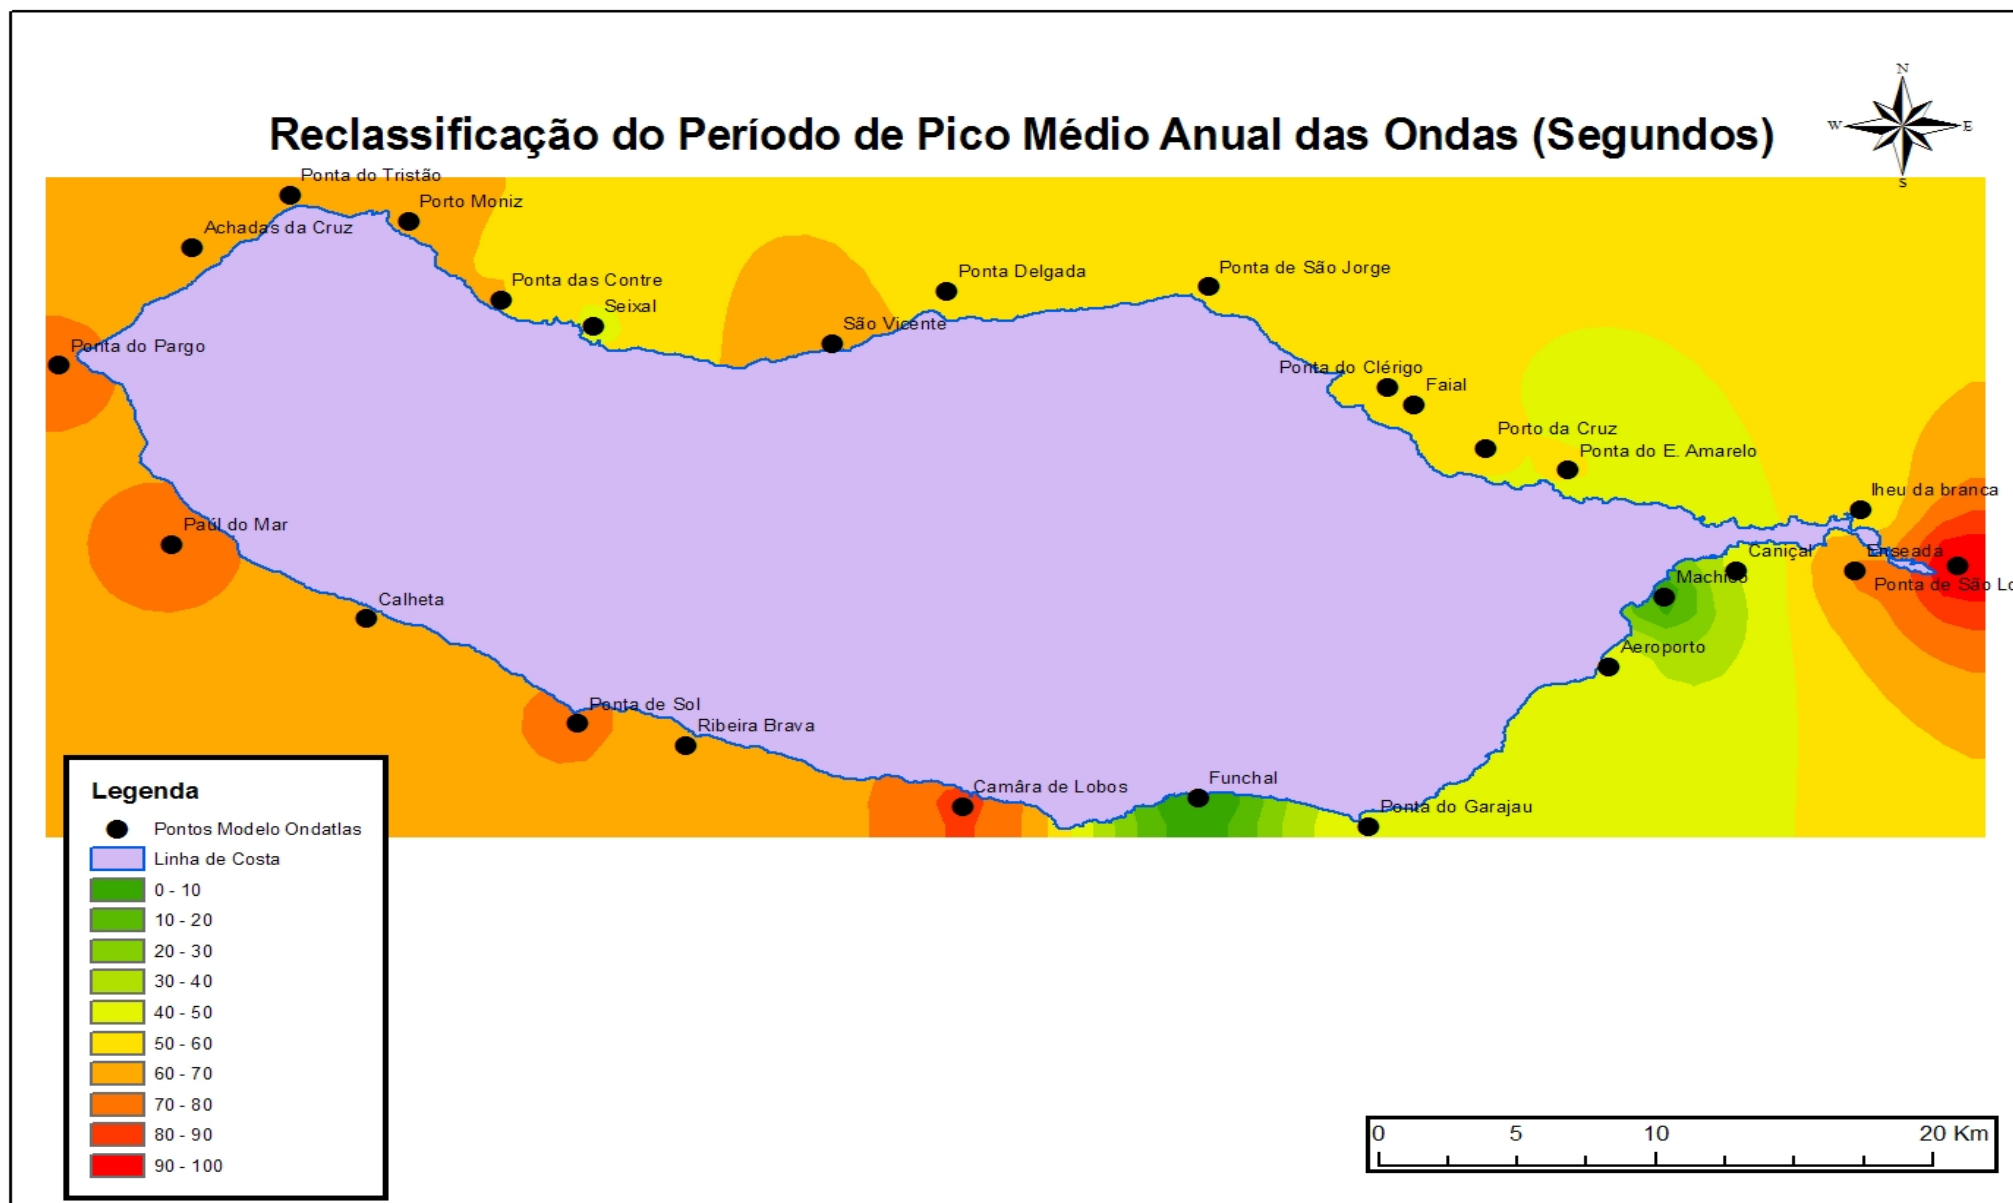 N
W
E
S
Reclassificação do Período de Pico Médio Anual das Ondas (Segundos)
Ponta do Tristão
Porto Moniz
Achadas da Cruz
Ponta das Contre
Seixal
Ponta Delgada
Ponta de São Jorge
São Vicente
Ponta do Pargo
Ponta do Clérigo
Faial
Porto da Cruz
Ponta do E. Amarelo
Iheu da branca
Paúl do Mar
Caniçal
Enseada
Machico
Ponta de São Lo
Calheta
Aeroporto
Ponta de Sol
Ribeira Brava
Camâra de Lobos
Funchal
Ponta do Garajau
Legenda
Pontos Modelo Ondatlas
Linha de Costa
0 - 10
10 - 20
20 - 30
30 - 40
40 - 50
50 - 60
60 - 70
70 - 80
80 - 90
90 - 100
0 5 10 20 Km